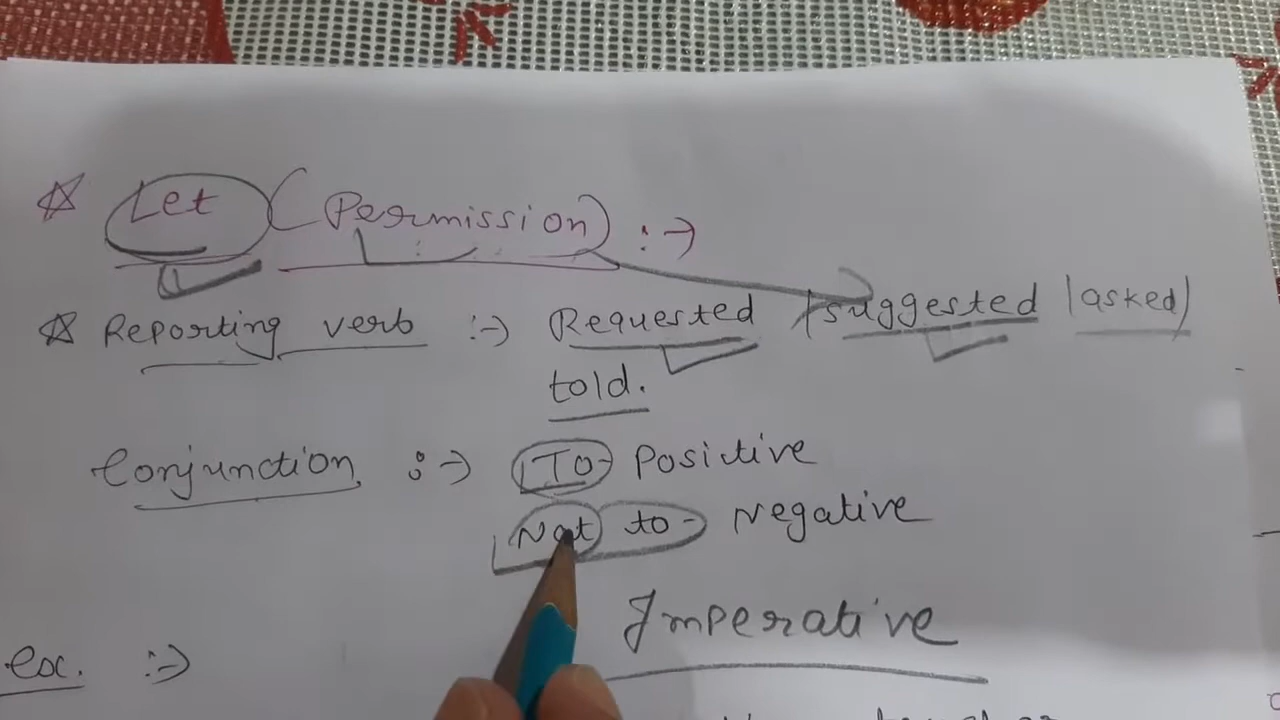 ☆ Let (Permission) :→
☆ Reporting verb :→ Requested /suggested |asked)
told.
Conjunction :→ To - Positive
Not to - Negative
Imperative
ex. :→